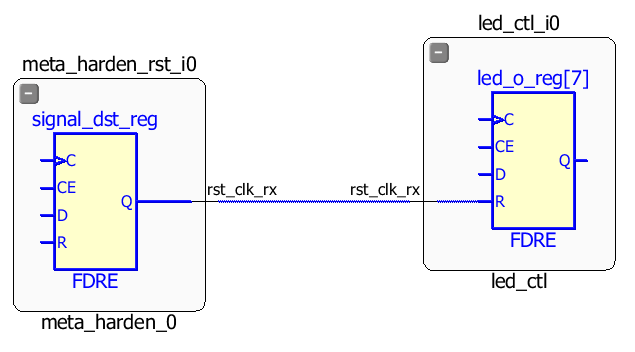 meta_harden_rst_i0
signal_dst_reg
C
CE
D
R
Q
FDRE
meta_harden_0
rst_clk_rx
rst_clk_rx
led_ctl_i0
led_o_reg[7]
C
CE
D
R
Q
FDRE
led_ctl